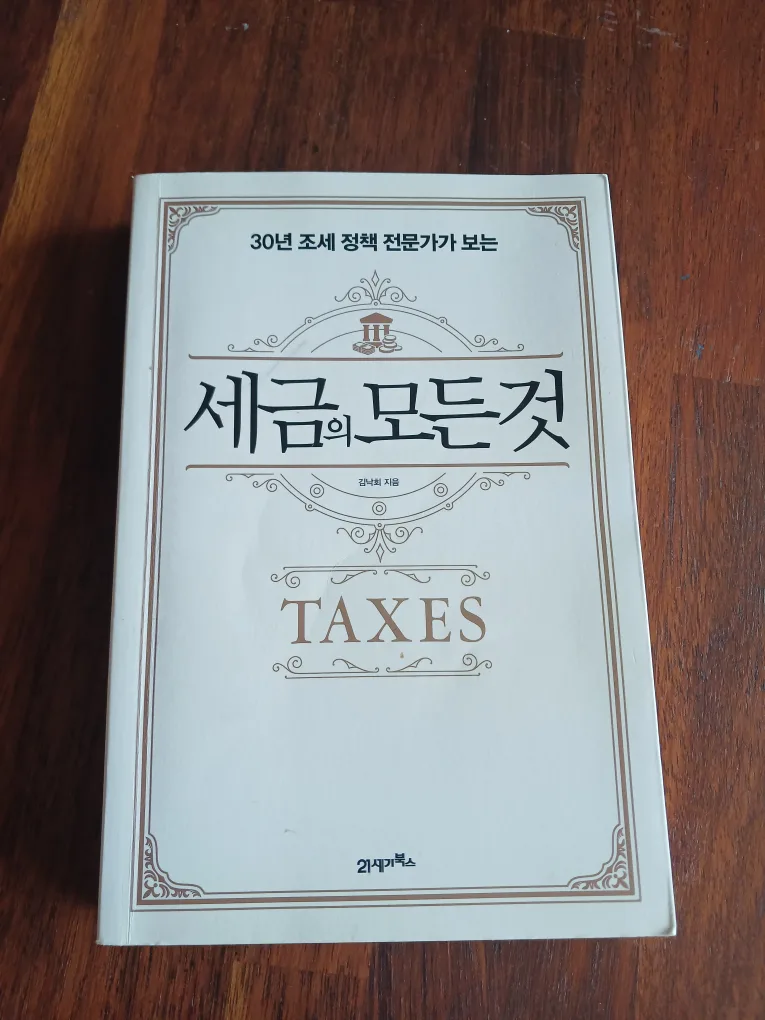 30년 조세 정책 전문가가 보는
세금의 모든 것
김낙회 지음
TAXES
21세기북스